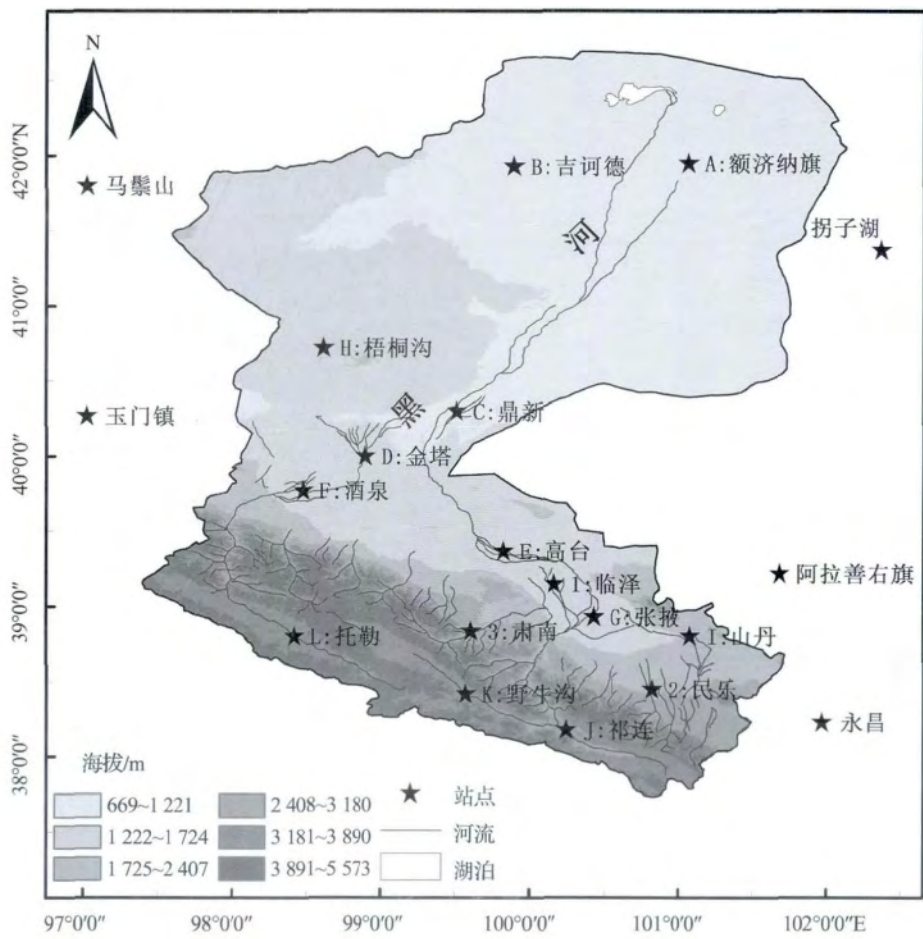 N
42°0′0″N
41°0′0″
40°0′0″
39°0′0″
38°0′0″
马鬃山
B:吉诃德
A:额济纳旗
拐子湖
河
H:梧桐沟
黑
玉门镇
C:鼎新
D:金塔
F:酒泉
E:高台
1:临泽
阿拉善右旗
G:张掖
L:托勒
3:肃南
I:山丹
K:野牛沟
2:民乐
J:祁连
永昌
海拔/m
669~1 221
1 222~1 724
1 725~2 407
2 408~3 180
3 181~3 890
3 891~5 573
站点
河流
湖泊
97°0′0″
98°0′0″
99°0′0″
100°0′0″
101°0′0″
102°0′0″E